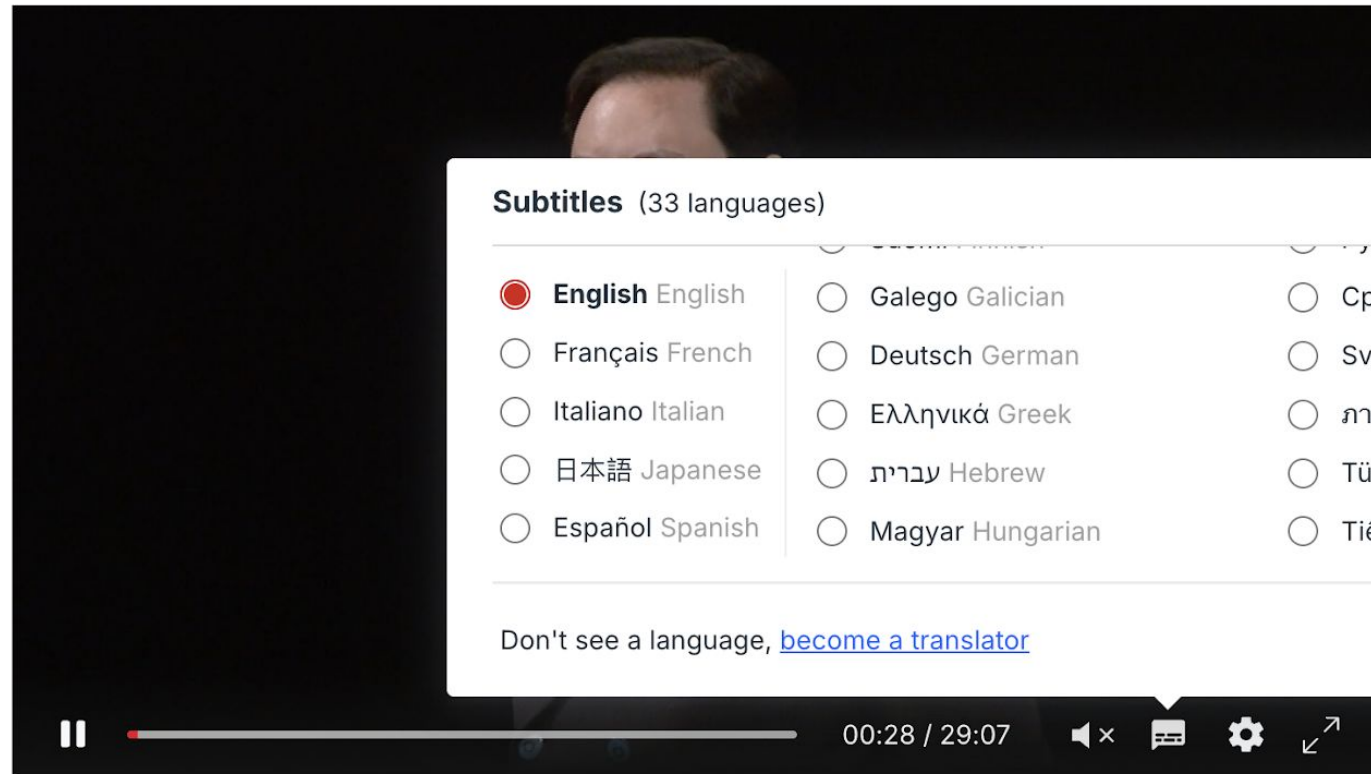 Subtitles (33 languages)
English English
Français French
Italiano Italian
日本語 Japanese
Español Spanish
Galego Galician
Deutsch German
Ελληνικά Greek
עברית Hebrew
Magyar Hungarian
Don't see a language, become a translator
00:28 / 29:07